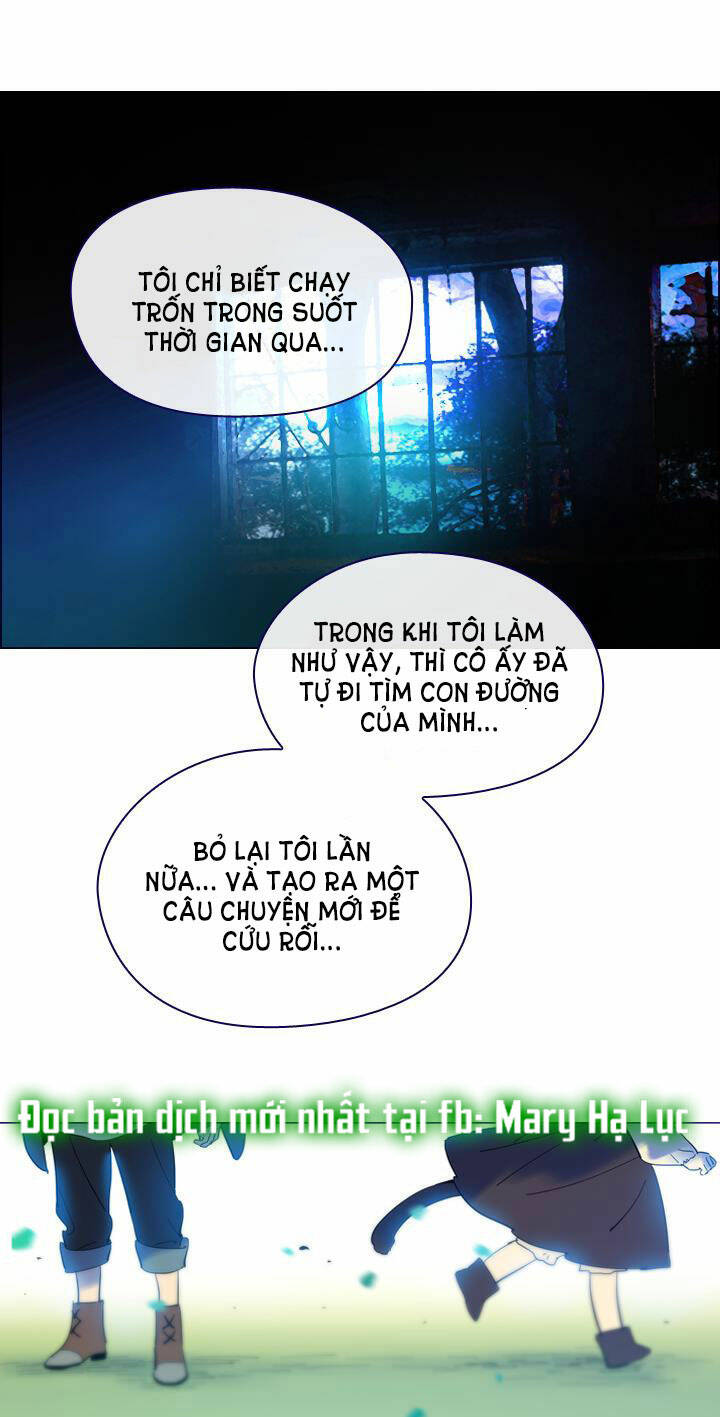 TÔI CHỈ BIẾT CHẠY
TRỐN TRONG SUỐT
THỜI GIAN QUA...
TRONG KHI TÔI LÀM
NHƯ VẬY, THÌ CÔ ẤY ĐÃ
TỰ ĐI TÌM CON ĐƯỜNG
CỦA MÌNH...
BỎ LẠI TÔI LẦN
NỮA... VÀ TẠO RA MỘT
CÂU CHUYỆN MỚI ĐỂ
CỨU RỖI...
Đọc bản dịch mới nhất tại fb: Mary Hạ Lục